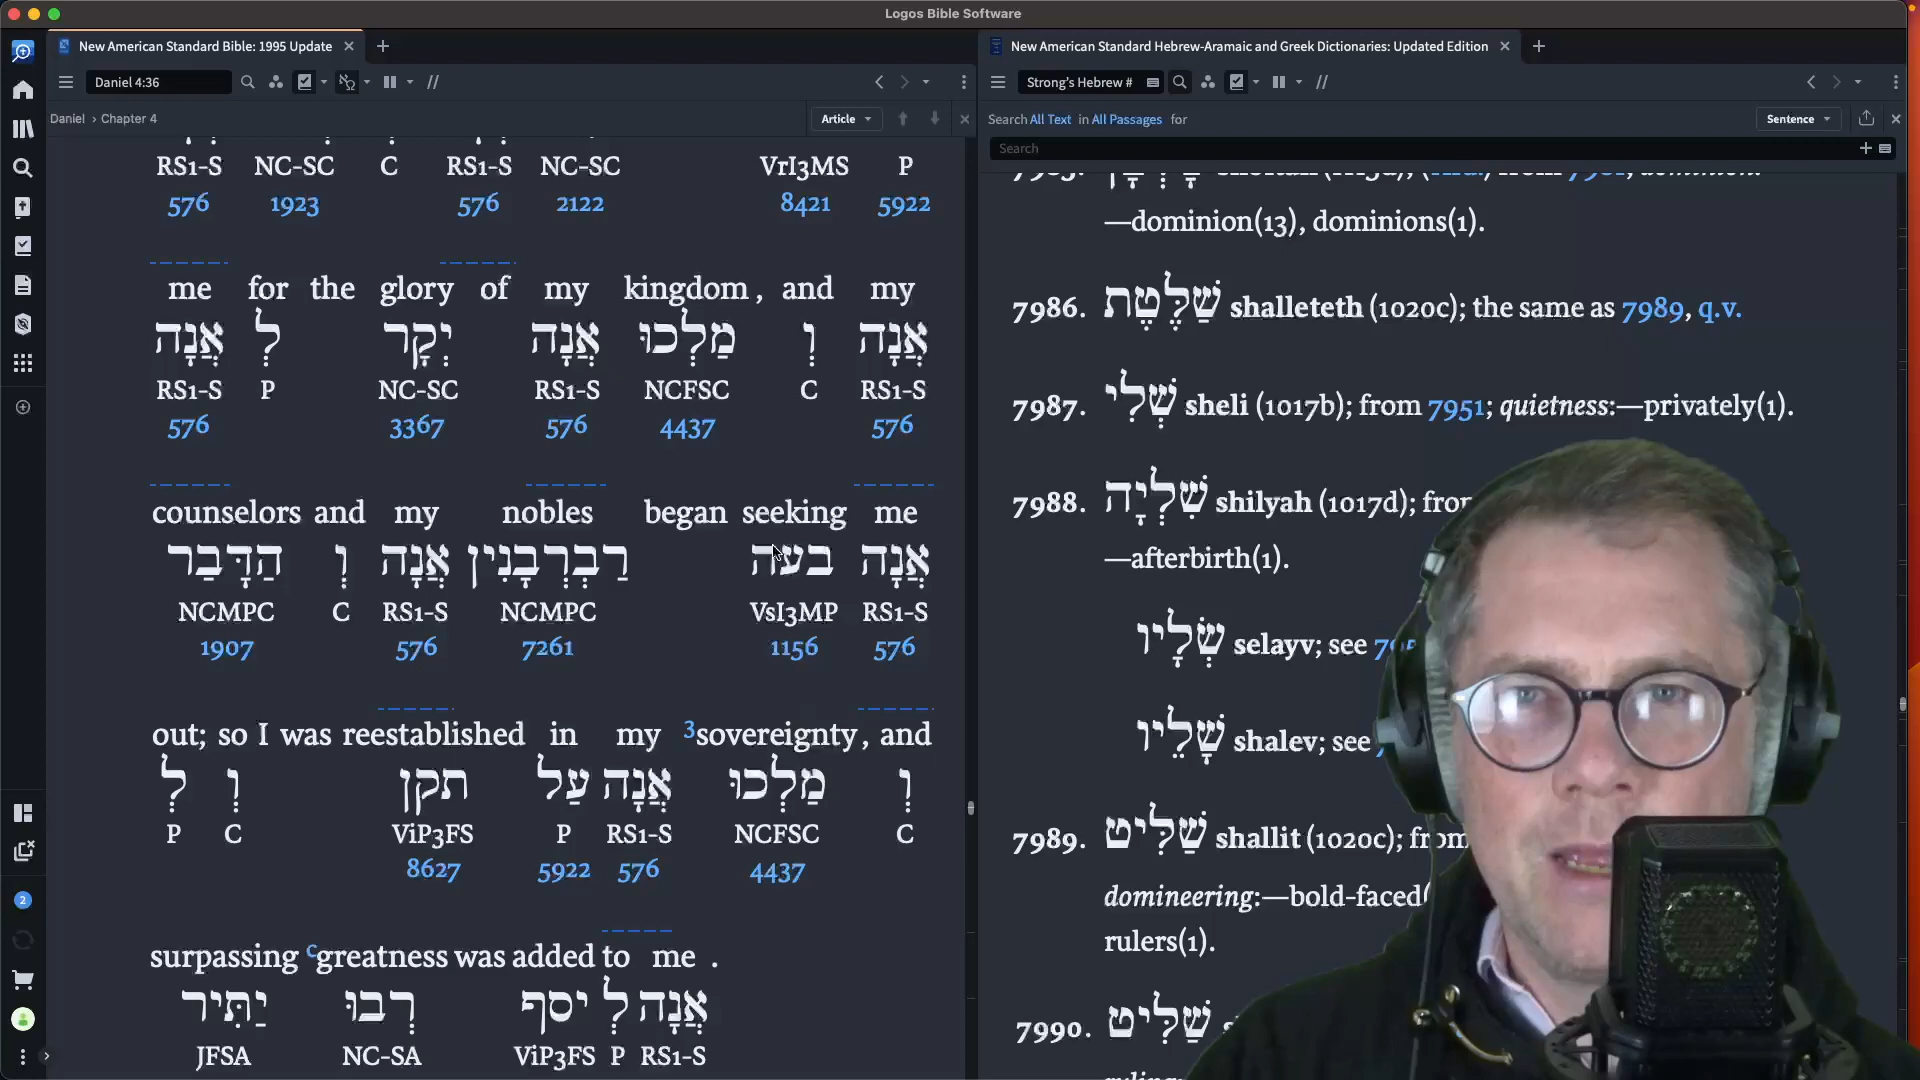 Logos Bible Software
New American Standard Bible: 1995 Update
Daniel 4:36
Daniel › Chapter 4
Article
RS1-S NC-SC C RS1-S NC-SC VrI3MS P
576 1923 576 2122 8421 5922
me for the glory of my kingdom, and my
אֲנָה לְ יְקָר אֲנָה מַלְכוּ וְ אֲנָה
RS1-S P NC-SC RS1-S NCFSC C RS1-S
576 3367 576 4437 576
counselors and my nobles began seeking me
הַדָּבַר וְ אֲנָה רַבְרְבָנִין בעה אֲנָה
NCMPC C RS1-S NCMPC VsI3MP RS1-S
1907 576 7261 1156 576
out; so I was reestablished in my 3sovereignty, and
לְ וְ תקן עַל אֲנָה מַלְכוּ וְ
P C ViP3FS P RS1-S NCFSC C
8627 5922 576 4437
surpassing cgreatness was added to me .
יַתִּיר רְבוּ יסף לְ אֲנָה
JFSA NC-SA ViP3FS P RS1-S
2
New American Standard Hebrew-Aramaic and Greek Dictionaries: Updated Edition
Strong's Hebrew #
Search All Text in All Passages for
Sentence
Search
—dominion(13), dominions(1).
7986. שַׁלֶּטֶת shalleteth (1020c); the same as 7989, q.v.
7987. שְׁלִי sheli (1017b); from 7951; quietness:—privately(1).
7988. שִׁלְיָה shilyah (1017d);
—afterbirth(1).
שְׂלָיו selayv; see
שָׁלֵיו shalev; see
7989. שַׁלִּיט shallit (1020c); from
domineering:—bold-faced(
rulers(1).
7990. שַׁלִּיט